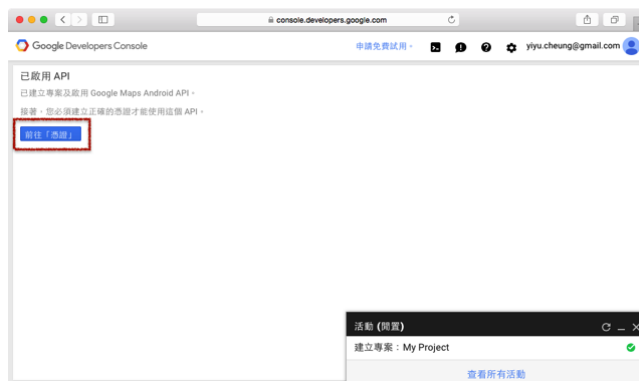 console.developers.google.com
Google Developers Console
申請免費試用。
yiyu.cheung@gmail.com
已啟用 API
已建立專案及啟用 Google Maps Android API。
接著，您必須建立正確的憑證才能使用這個 API。
前往「憑證」
活動 (閒置)
建立專案：My Project
查看所有活動